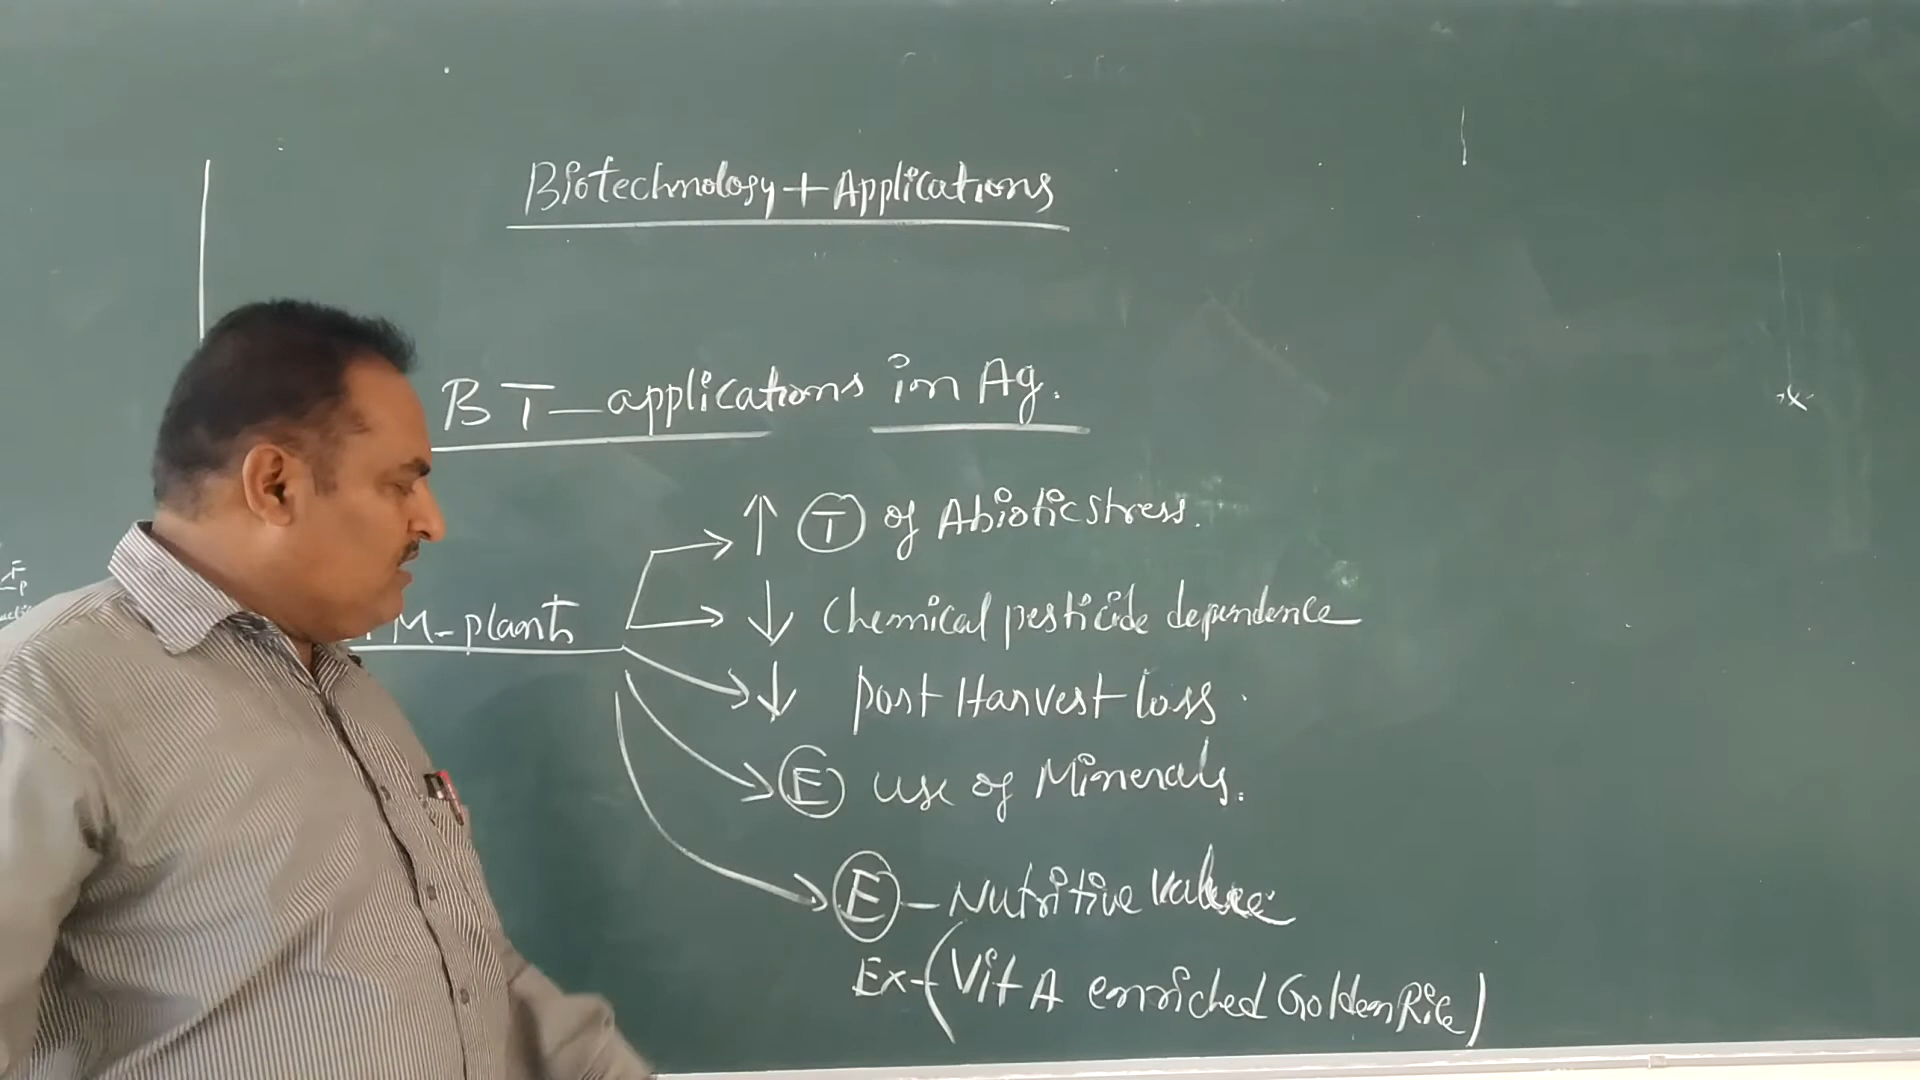 Biotechnology + Applications
BT - applications in Ag.
↑ (T) of Abiotic stress.
M-plants
↓ Chemical pesticide dependence
↓ post Harvest loss.
(E) use of Minerals.
(E) - Nutritive value
Ex - (Vit A enriched Golden Rice)